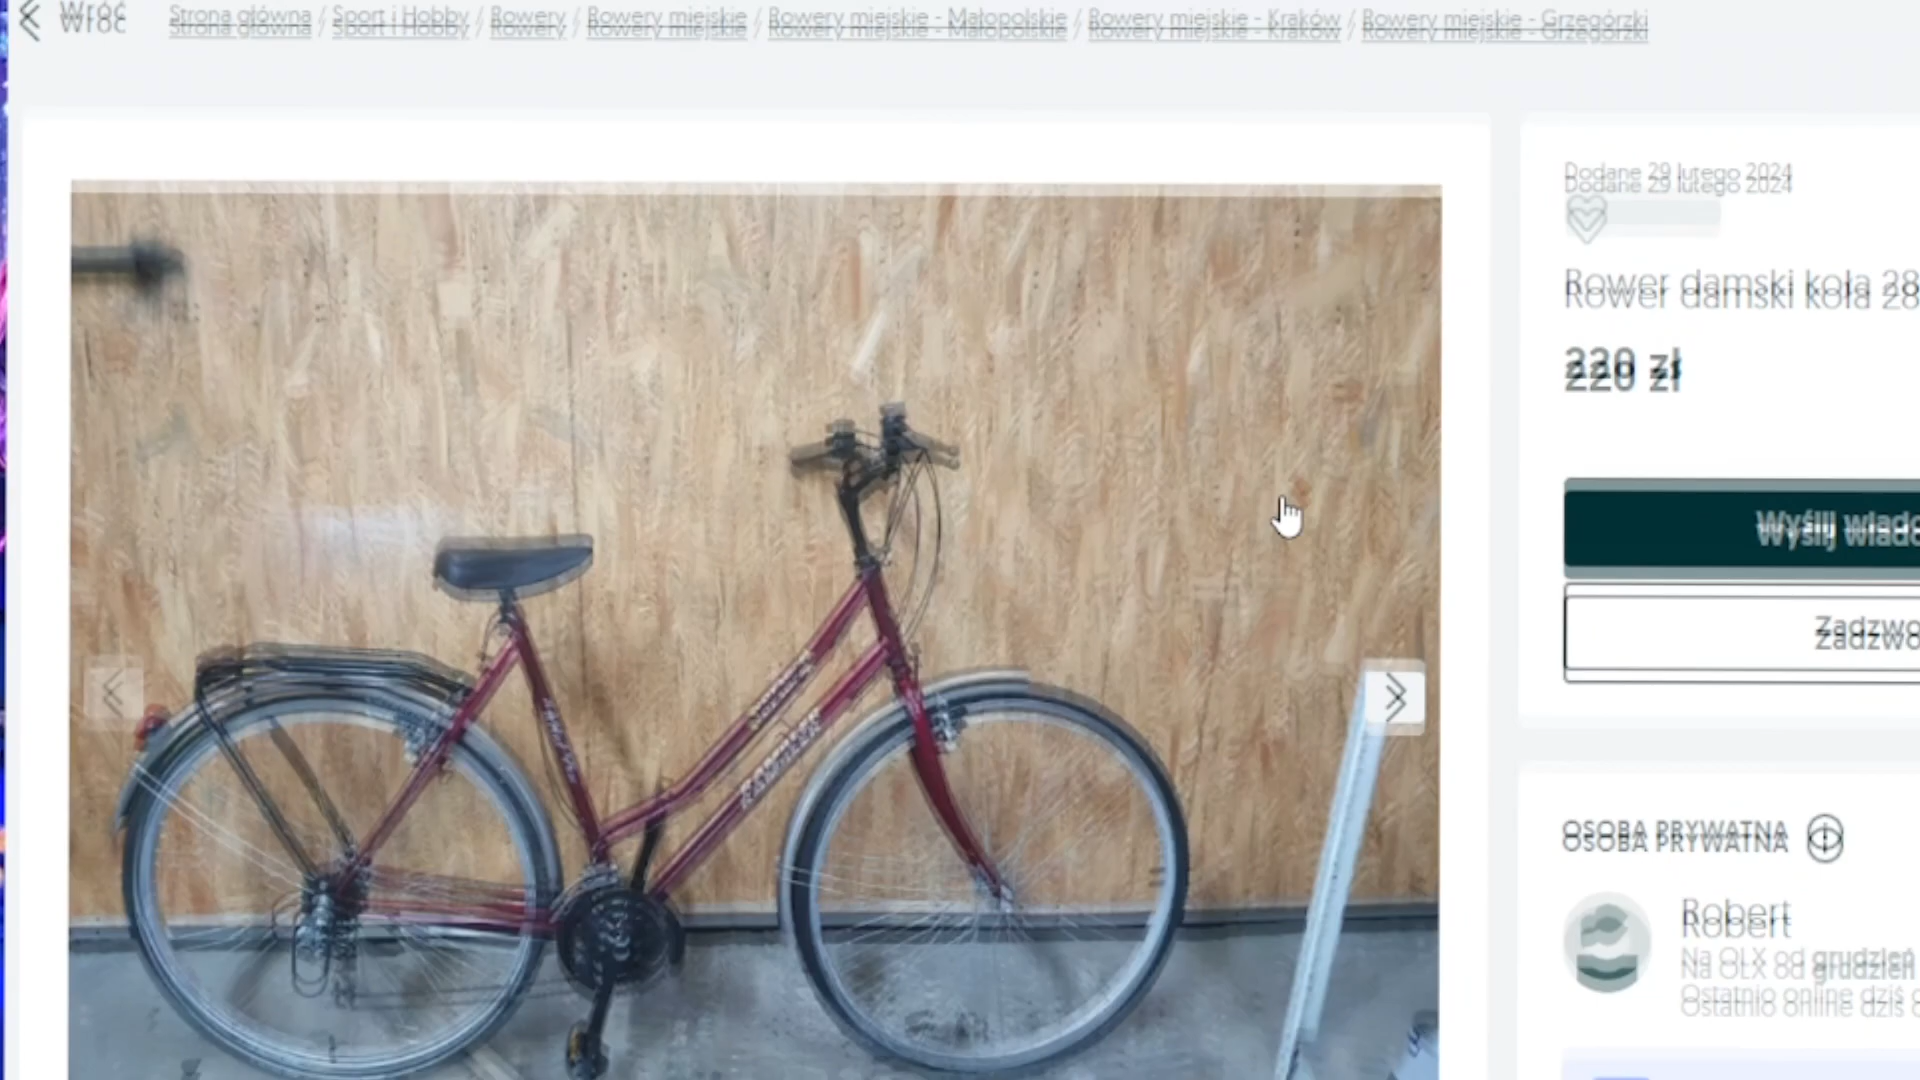 Wróć
Strona główna / Sport i Hobby / Rowery / Rowery miejskie / Rowery miejskie - Małopolskie / Rowery miejskie - Kraków / Rowery miejskie - Grzegórzki
Dodane 29 lutego 2024
Rower damski koła 28
220 zł
Wyślij wiado
Zadzwo
OSOBA PRYWATNA
Robert
Na OLX od grudzień
Ostatnio online dziś o